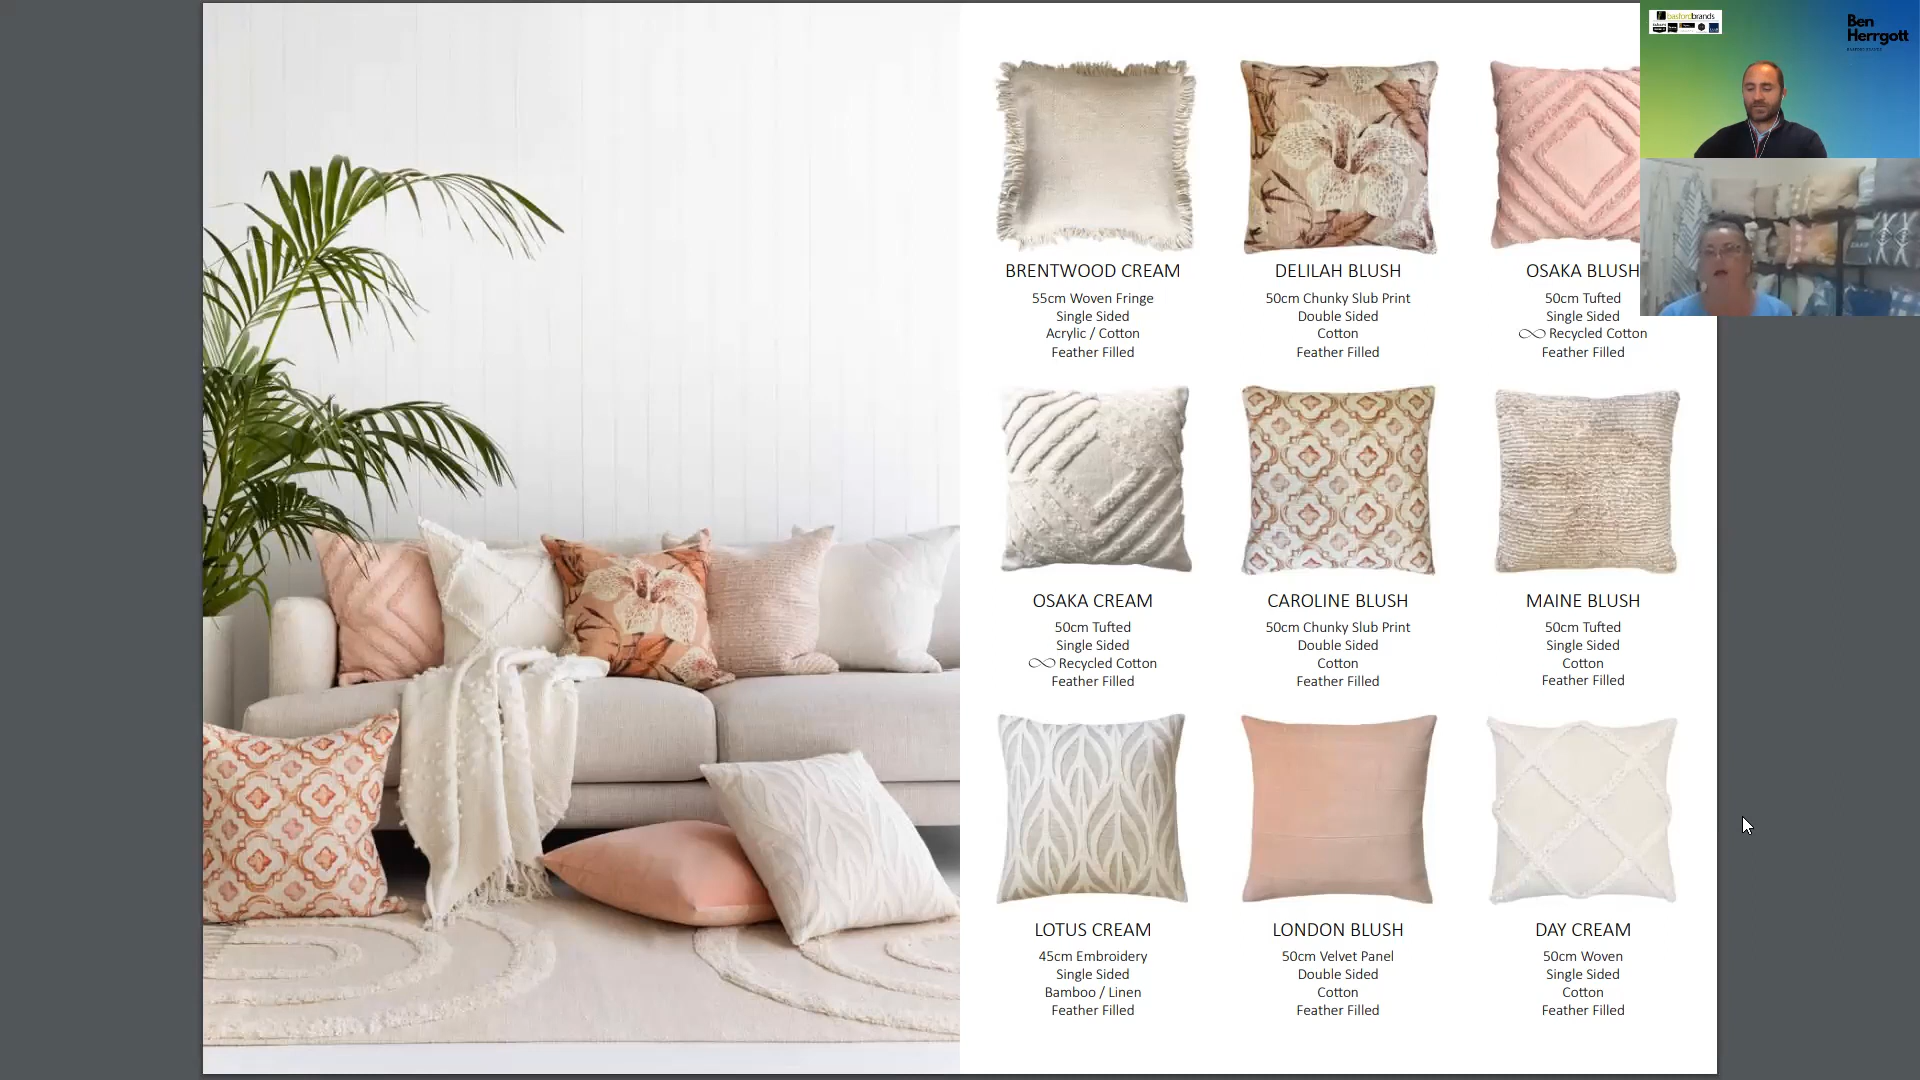 basfordbrands
Ben
Herrgott
BRENTWOOD CREAM
55cm Woven Fringe
Single Sided
Acrylic / Cotton
Feather Filled
DELILAH BLUSH
50cm Chunky Slub Print
Double Sided
Cotton
Feather Filled
OSAKA BLUSH
50cm Tufted
Single Sided
Recycled Cotton
Feather Filled
OSAKA CREAM
50cm Tufted
Single Sided
Recycled Cotton
Feather Filled
CAROLINE BLUSH
50cm Chunky Slub Print
Double Sided
Cotton
Feather Filled
MAINE BLUSH
50cm Tufted
Single Sided
Cotton
Feather Filled
LOTUS CREAM
45cm Embroidery
Single Sided
Bamboo / Linen
Feather Filled
LONDON BLUSH
50cm Velvet Panel
Double Sided
Cotton
Feather Filled
DAY CREAM
50cm Woven
Single Sided
Cotton
Feather Filled